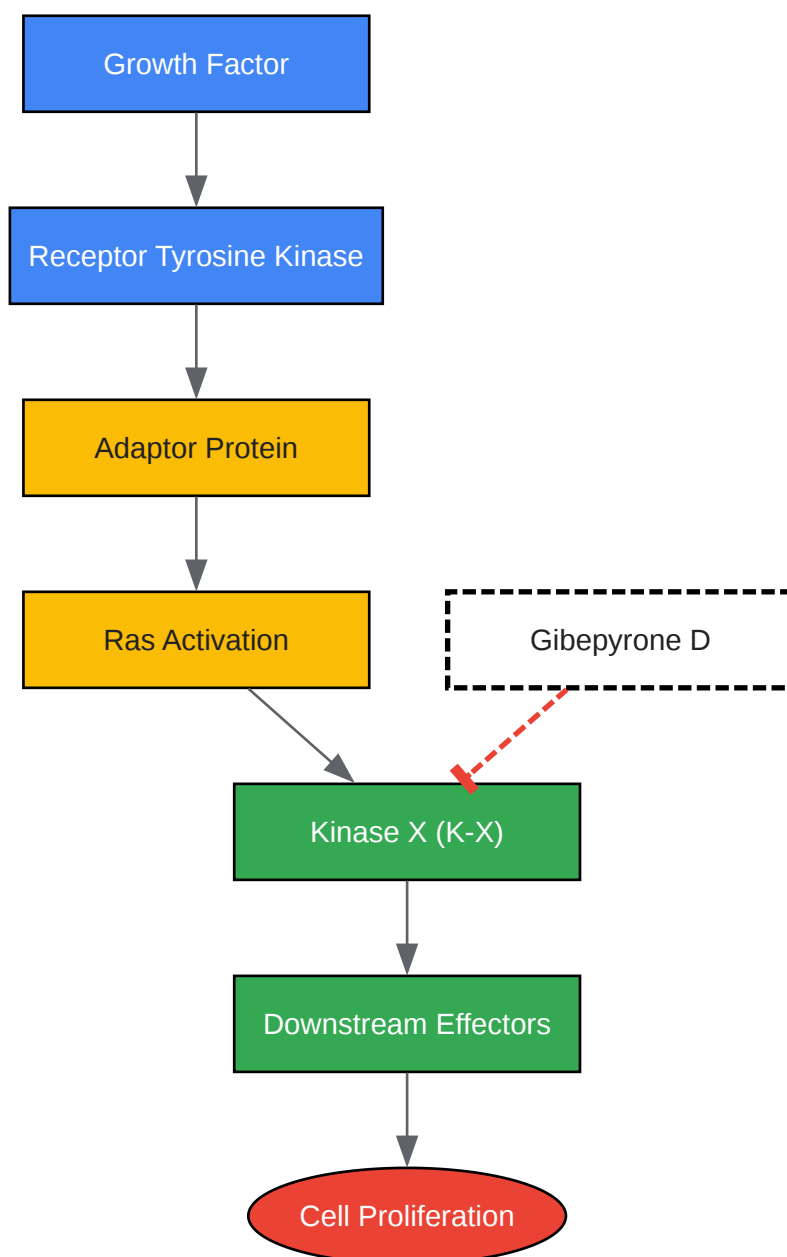 Growth Factor
Receptor Tyrosine Kinase
Adaptor Protein
Ras Activation
Gibepyrone D
Kinase X (K-X)
Downstream Effectors
Cell Proliferation